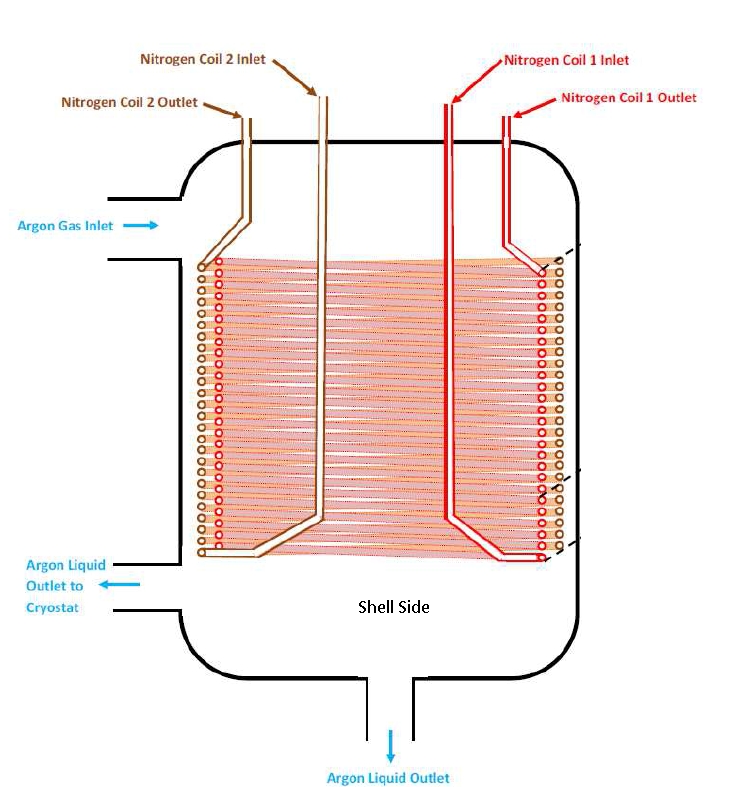 Nitrogen Coil 2 Inlet
Nitrogen Coil 1 Inlet
Nitrogen Coil 2 Outlet
Nitrogen Coil 1 Outlet
Argon Gas Inlet
Argon Liquid
Outlet to
Cryostat
Shell Side
Argon Liquid Outlet